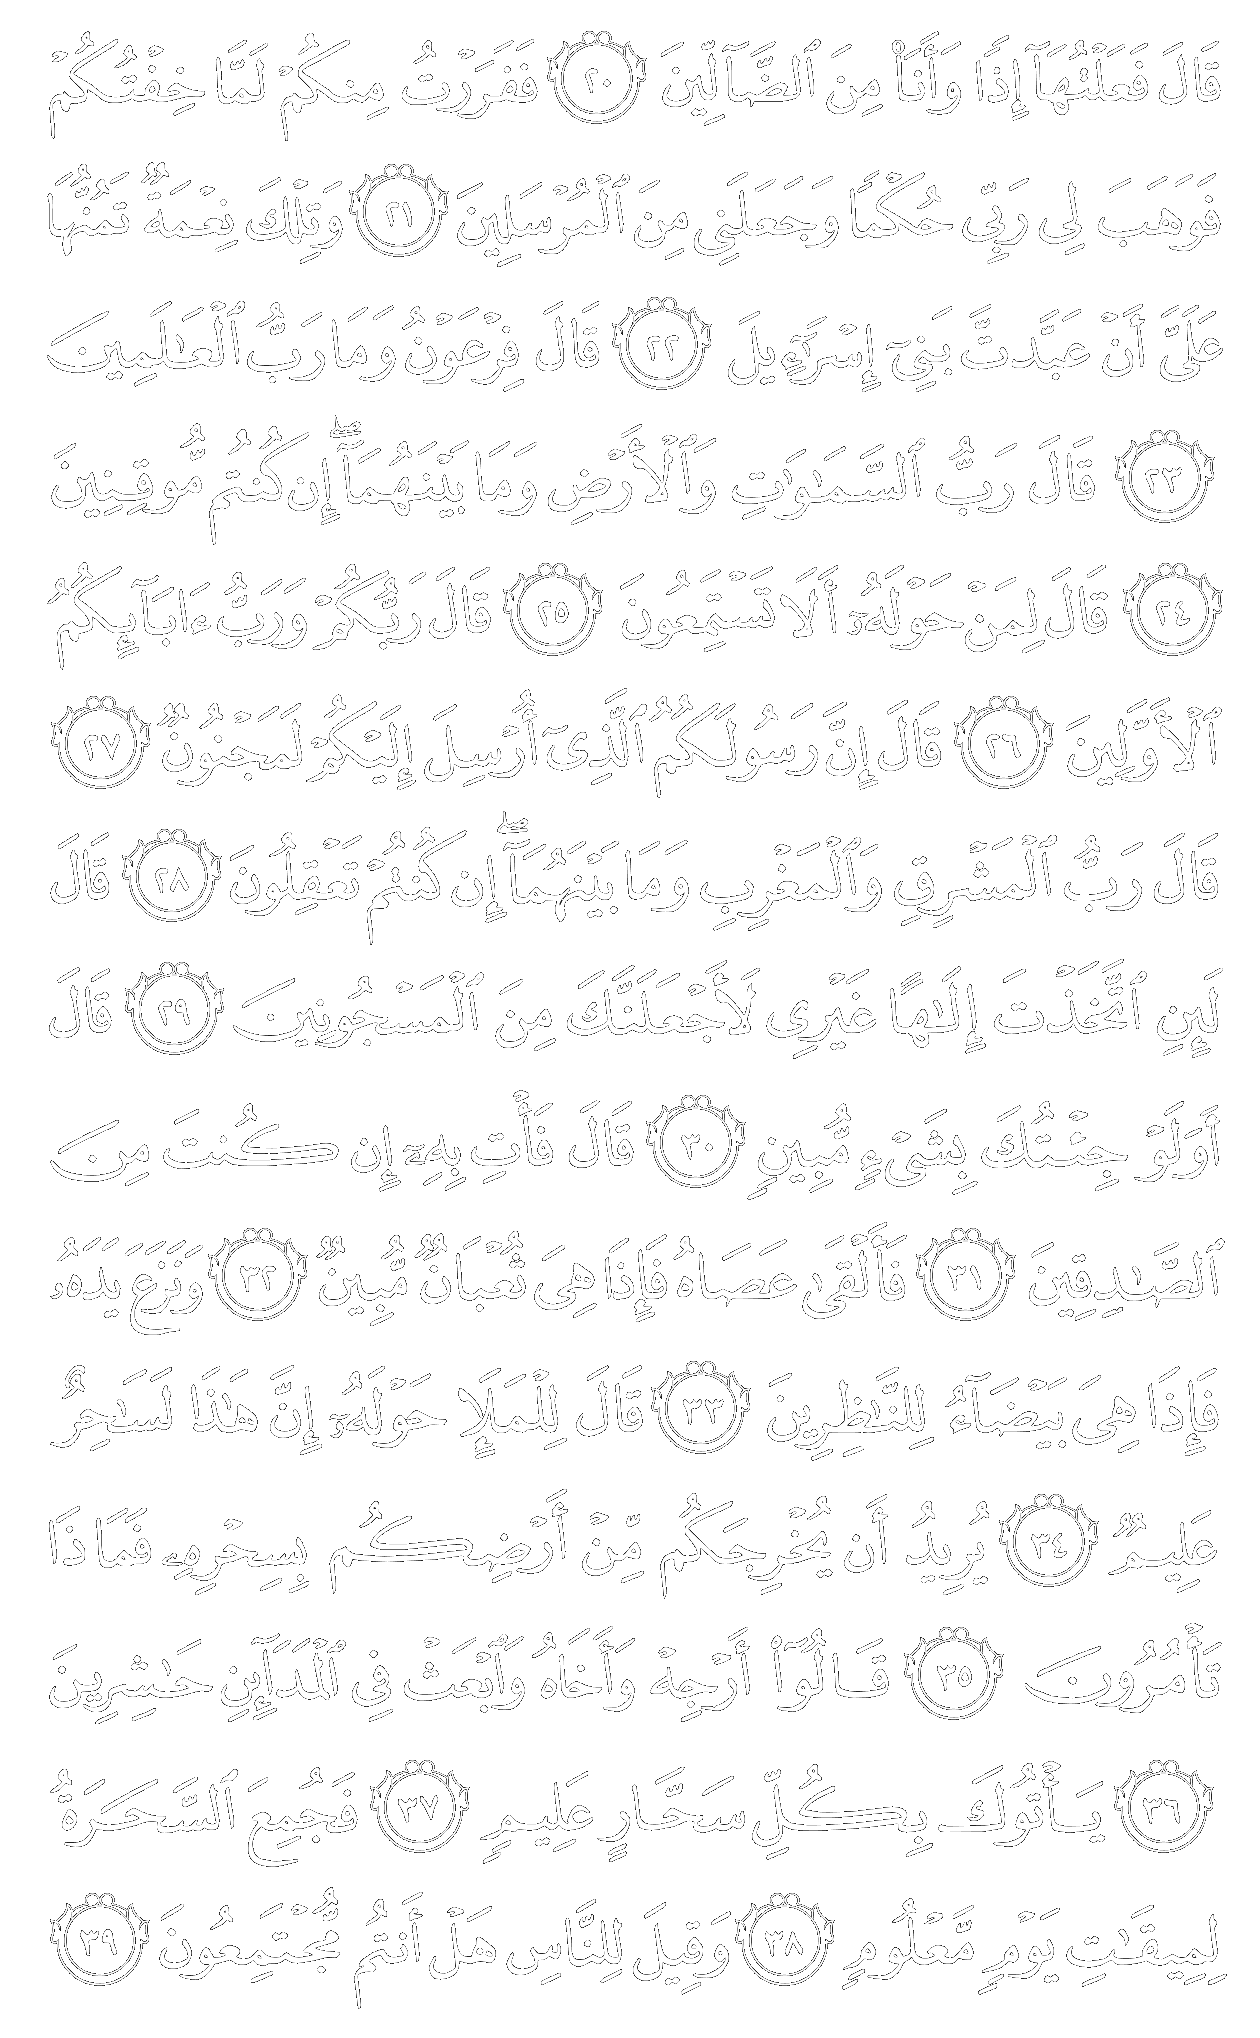 قَالَ فَعَلْتُهَآ إِذًا وَأَنَا۠ مِنَ ٱلضَّآلِّينَ ٢٠ فَفَرَرْتُ مِنكُمْ لَمَّا خِفْتُكُمْ
فَوَهَبَ لِى رَبِّى حُكْمًا وَجَعَلَنِى مِنَ ٱلْمُرْسَلِينَ ٢١ وَتِلْكَ نِعْمَةٌ تَمُنُّهَا
عَلَىَّ أَنْ عَبَّدتَّ بَنِىٓ إِسْرَٰٓءِيلَ ٢٢ قَالَ فِرْعَوْنُ وَمَا رَبُّ ٱلْعَٰلَمِينَ
٢٣ قَالَ رَبُّ ٱلسَّمَٰوَٰتِ وَٱلْأَرْضِ وَمَا بَيْنَهُمَآ ۖ إِن كُنتُم مُّوقِنِينَ
٢٤ قَالَ لِمَنْ حَوْلَهُۥٓ أَلَا تَسْتَمِعُونَ ٢٥ قَالَ رَبُّكُمْ وَرَبُّ ءَابَآئِكُمُ
ٱلْأَوَّلِينَ ٢٦ قَالَ إِنَّ رَسُولَكُمُ ٱلَّذِىٓ أُرْسِلَ إِلَيْكُمْ لَمَجْنُونٌ ٢٧
قَالَ رَبُّ ٱلْمَشْرِقِ وَٱلْمَغْرِبِ وَمَا بَيْنَهُمَآ ۖ إِن كُنتُمْ تَعْقِلُونَ ٢٨ قَالَ
لَئِنِ ٱتَّخَذْتَ إِلَٰهًا غَيْرِى لَأَجْعَلَنَّكَ مِنَ ٱلْمَسْجُونِينَ ٢٩ قَالَ
أَوَلَوْ جِئْتُكَ بِشَىْءٍ مُّبِينٍ ٣٠ قَالَ فَأْتِ بِهِۦٓ إِن كُنتَ مِنَ
ٱلصَّٰدِقِينَ ٣١ فَأَلْقَىٰ عَصَاهُ فَإِذَا هِىَ ثُعْبَانٌ مُّبِينٌ ٣٢ وَنَزَعَ يَدَهُۥ
فَإِذَا هِىَ بَيْضَآءُ لِلنَّٰظِرِينَ ٣٣ قَالَ لِلْمَلَإِ حَوْلَهُۥٓ إِنَّ هَٰذَا لَسَٰحِرٌ
عَلِيمٌ ٣٤ يُرِيدُ أَن يُخْرِجَكُم مِّنْ أَرْضِكُم بِسِحْرِهِۦ فَمَاذَا
تَأْمُرُونَ ٣٥ قَالُوٓا۟ أَرْجِهْ وَأَخَاهُ وَٱبْعَثْ فِى ٱلْمَدَآئِنِ حَٰشِرِينَ
٣٦ يَأْتُوكَ بِكُلِّ سَحَّارٍ عَلِيمٍ ٣٧ فَجُمِعَ ٱلسَّحَرَةُ
لِمِيقَٰتِ يَوْمٍ مَّعْلُومٍ ٣٨ وَقِيلَ لِلنَّاسِ هَلْ أَنتُم مُّجْتَمِعُونَ ٣٩